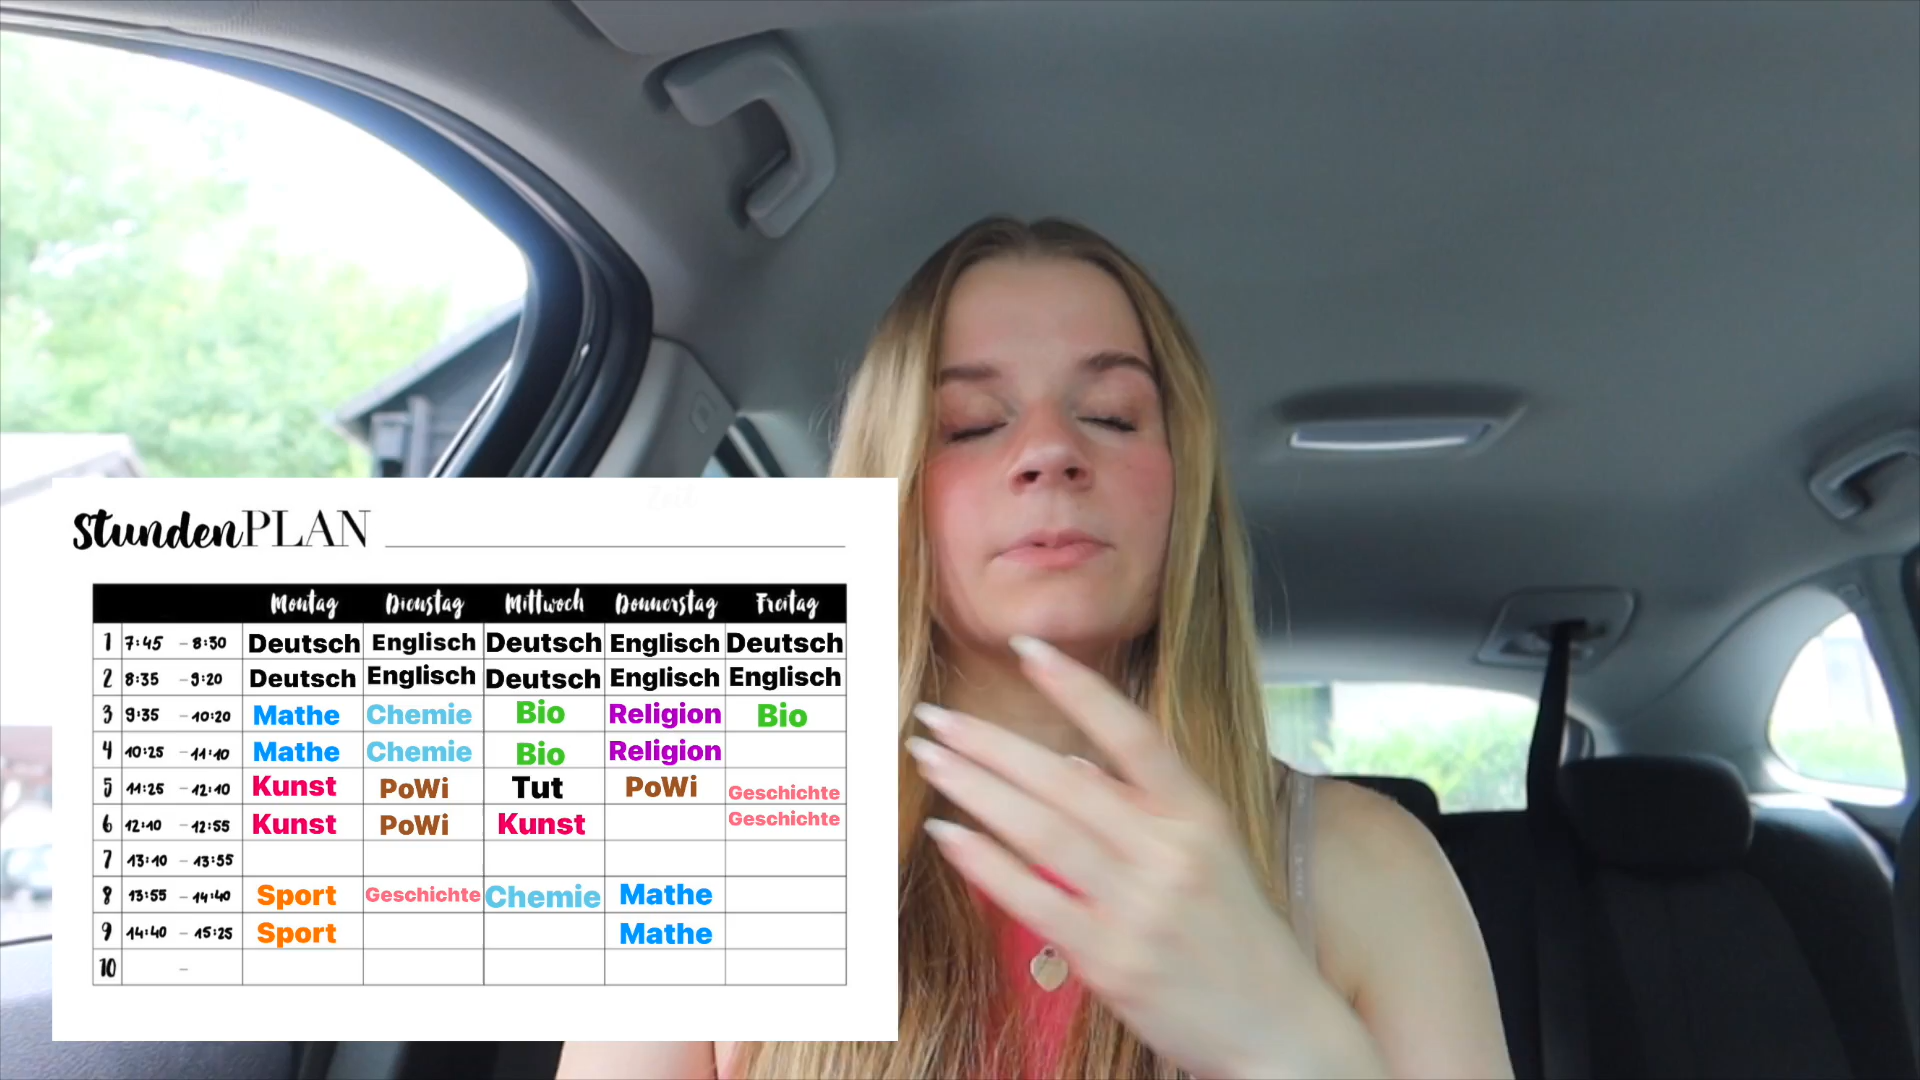 StundenPLAN
Montag Dienstag Mittwoch Donnerstag Freitag
1 7:45 - 8:30 Deutsch Englisch Deutsch Englisch Deutsch
2 8:35 - 9:20 Deutsch Englisch Deutsch Englisch Englisch
3 9:35 - 10:20 Mathe Chemie Bio Religion Bio
4 10:25 - 11:10 Mathe Chemie Bio Religion
5 11:25 - 12:10 Kunst PoWi Tut PoWi Geschichte
6 12:10 - 12:55 Kunst PoWi Kunst Geschichte
7 13:10 - 13:55
8 13:55 - 14:40 Sport Geschichte Chemie Mathe
9 14:40 - 15:25 Sport Mathe
10 -